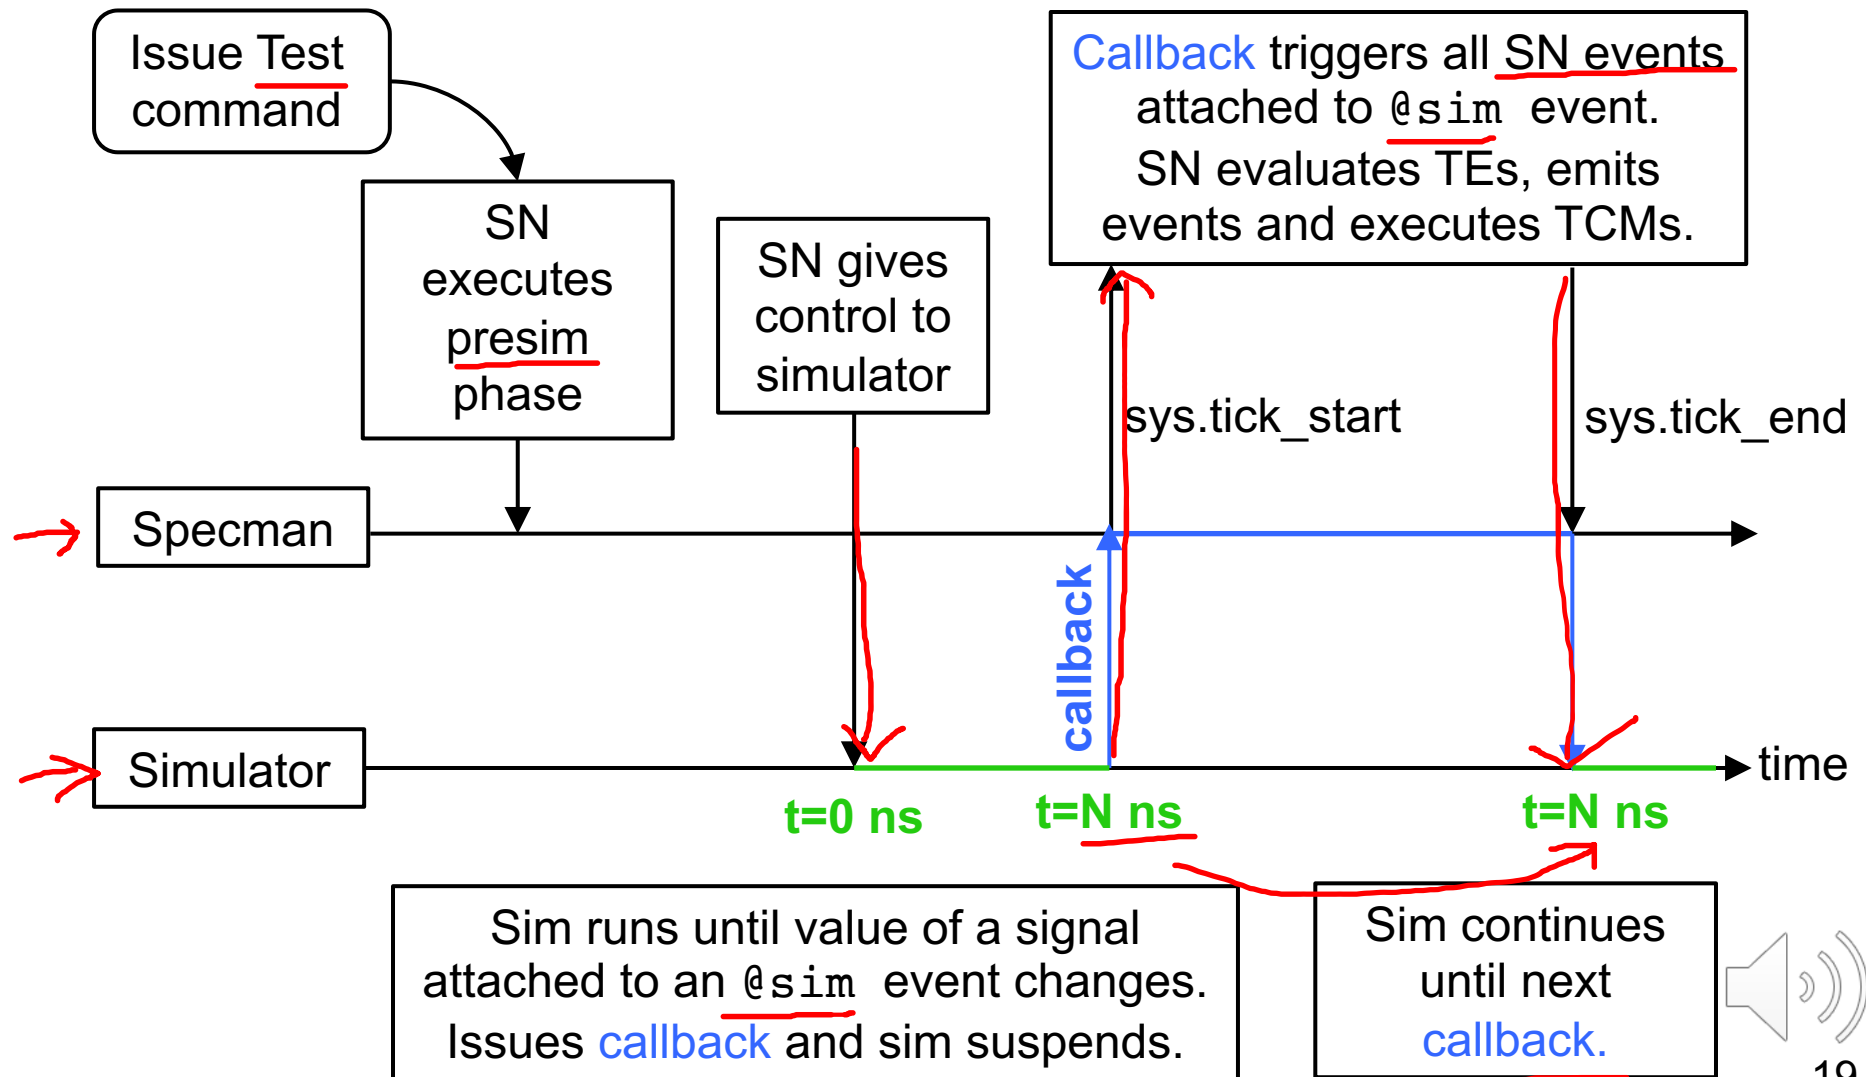 Issue Test
command
Callback triggers all SN events
attached to @sim event.
SN evaluates TEs, emits
events and executes TCMs.
SN
executes
presim
phase
SN gives
control to
simulator
sys.tick_start
sys.tick_end
Specman
callback
Simulator
time
t=0 ns
t=N ns
t=N ns
Sim runs until value of a signal
attached to an @sim event changes.
Issues callback and sim suspends.
Sim continues
until next
callback.
19